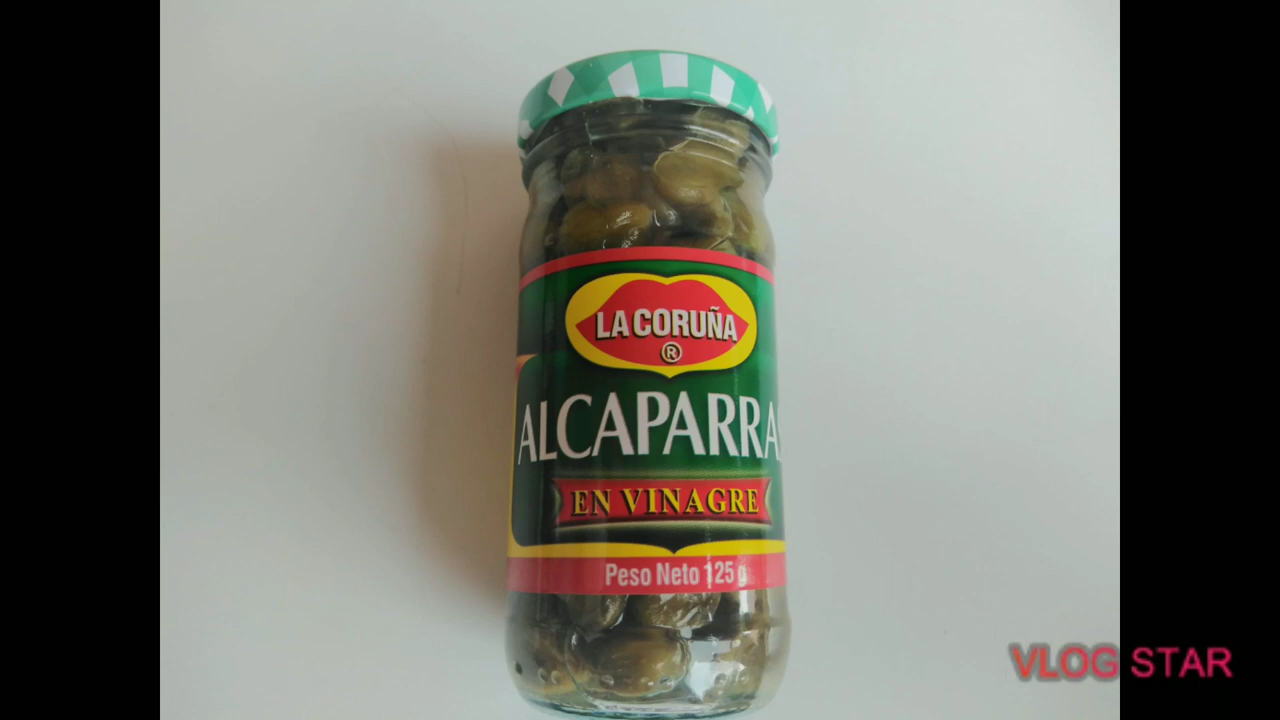 LA CORUÑA
®
ALCAPARRA
EN VINAGRE
Peso Neto 125 g
VLOG STAR